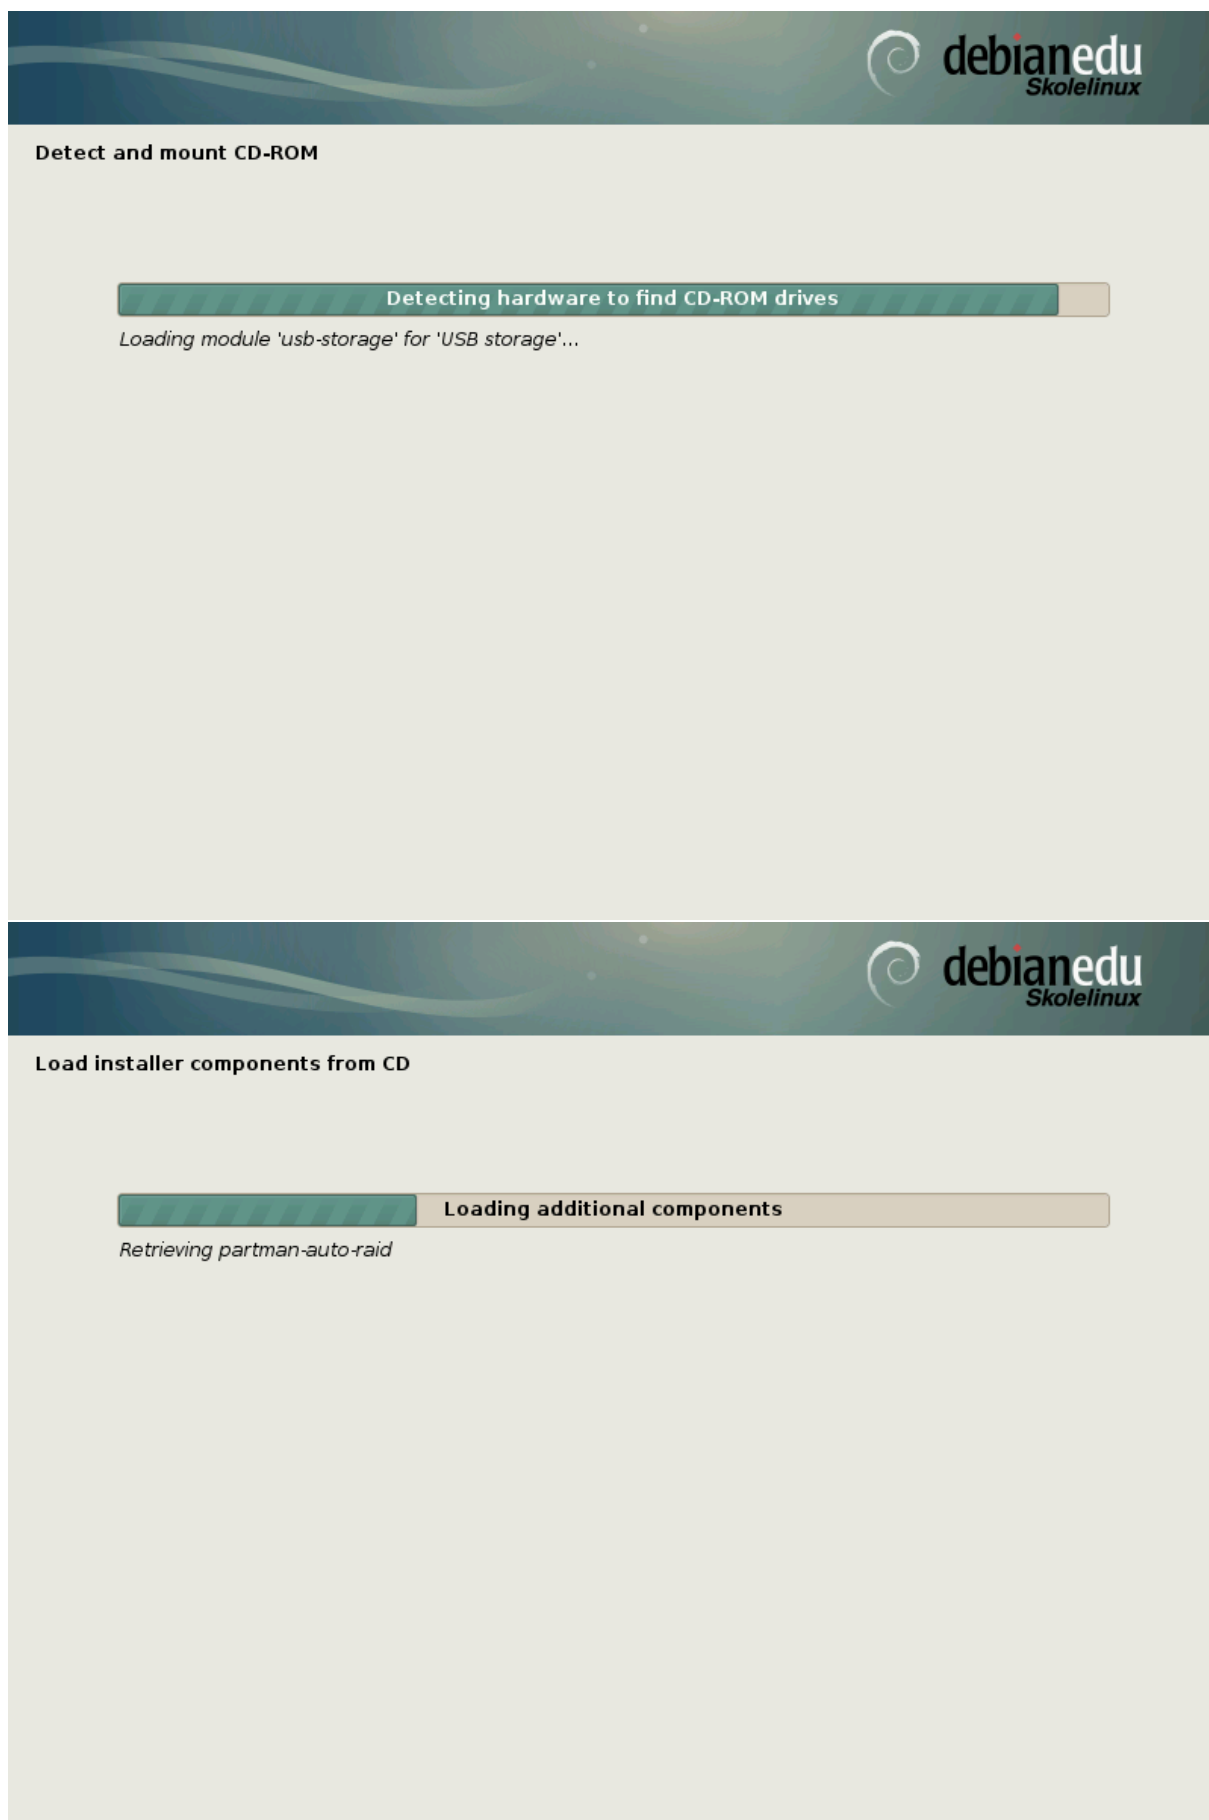 debianedu
Skolelinux
Detect and mount CD-ROM
Detecting hardware to find CD-ROM drives
Loading module 'usb-storage' for 'USB storage'...
debianedu
Skolelinux
Load installer components from CD
Loading additional components
Retrieving partman-auto-raid